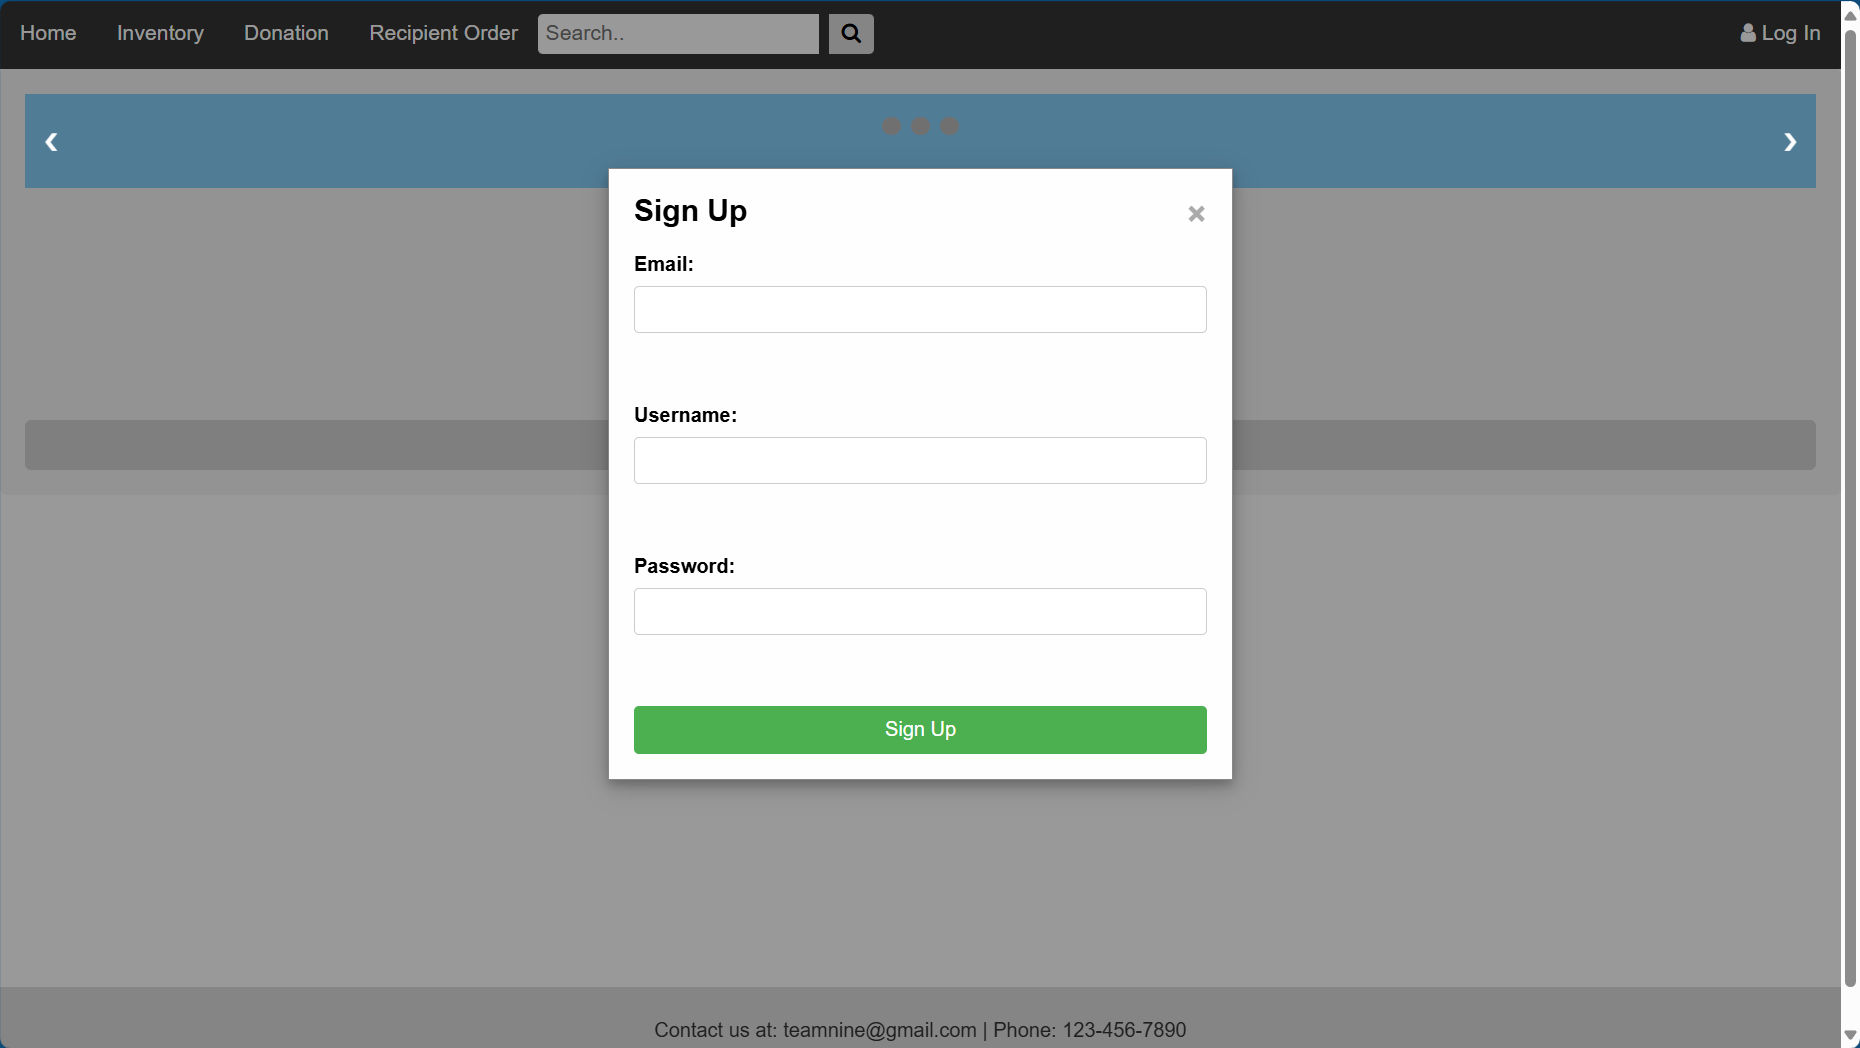 Home Inventory Donation Recipient Order Search.. Log In
Sign Up
Email:
Username:
Password:
Sign Up
Contact us at: teamnine@gmail.com | Phone: 123-456-7890